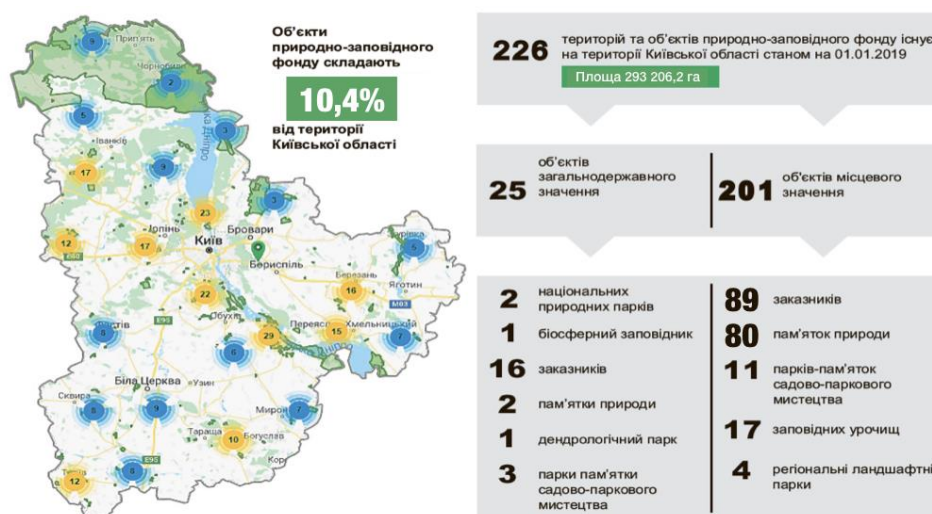 Об'єкти
природно-заповідного
фонду складають
10,4%
від території
Київської області
226
територій та об'єктів природно-заповідного фонду існує
на території Київської області станом на 01.01.2019
Площа 293 206,2 га
25
об'єктів
загальнодержавного
значення
201
об'єктів місцевого
значення
2
національних
природних парків
1
біосферний заповідник
16
заказників
2
пам'ятки природи
1
дендрологічний парк
3
парки пам'ятки
садово-паркового
мистецтва
89
заказників
80
пам'яток природи
11
парків-пам'яток
садово-паркового
мистецтва
17
заповідних урочищ
4
регіональні ландшафтні
парки
9
Прип'ять
Чорнобиль
2
5
3
Іванків
17
9
3
23
12
17
Ірпінь
Київ
Бровари
5
Бориспіль
Березань
16
Яготин
22
M03
Обухів
E95
29
Переяслав
Хмельницький
15
7
8
6
Біла Церква
Узин
Сквира
8
9
Миронівка
7
Тараща
10
Богуслав
E95
8
12